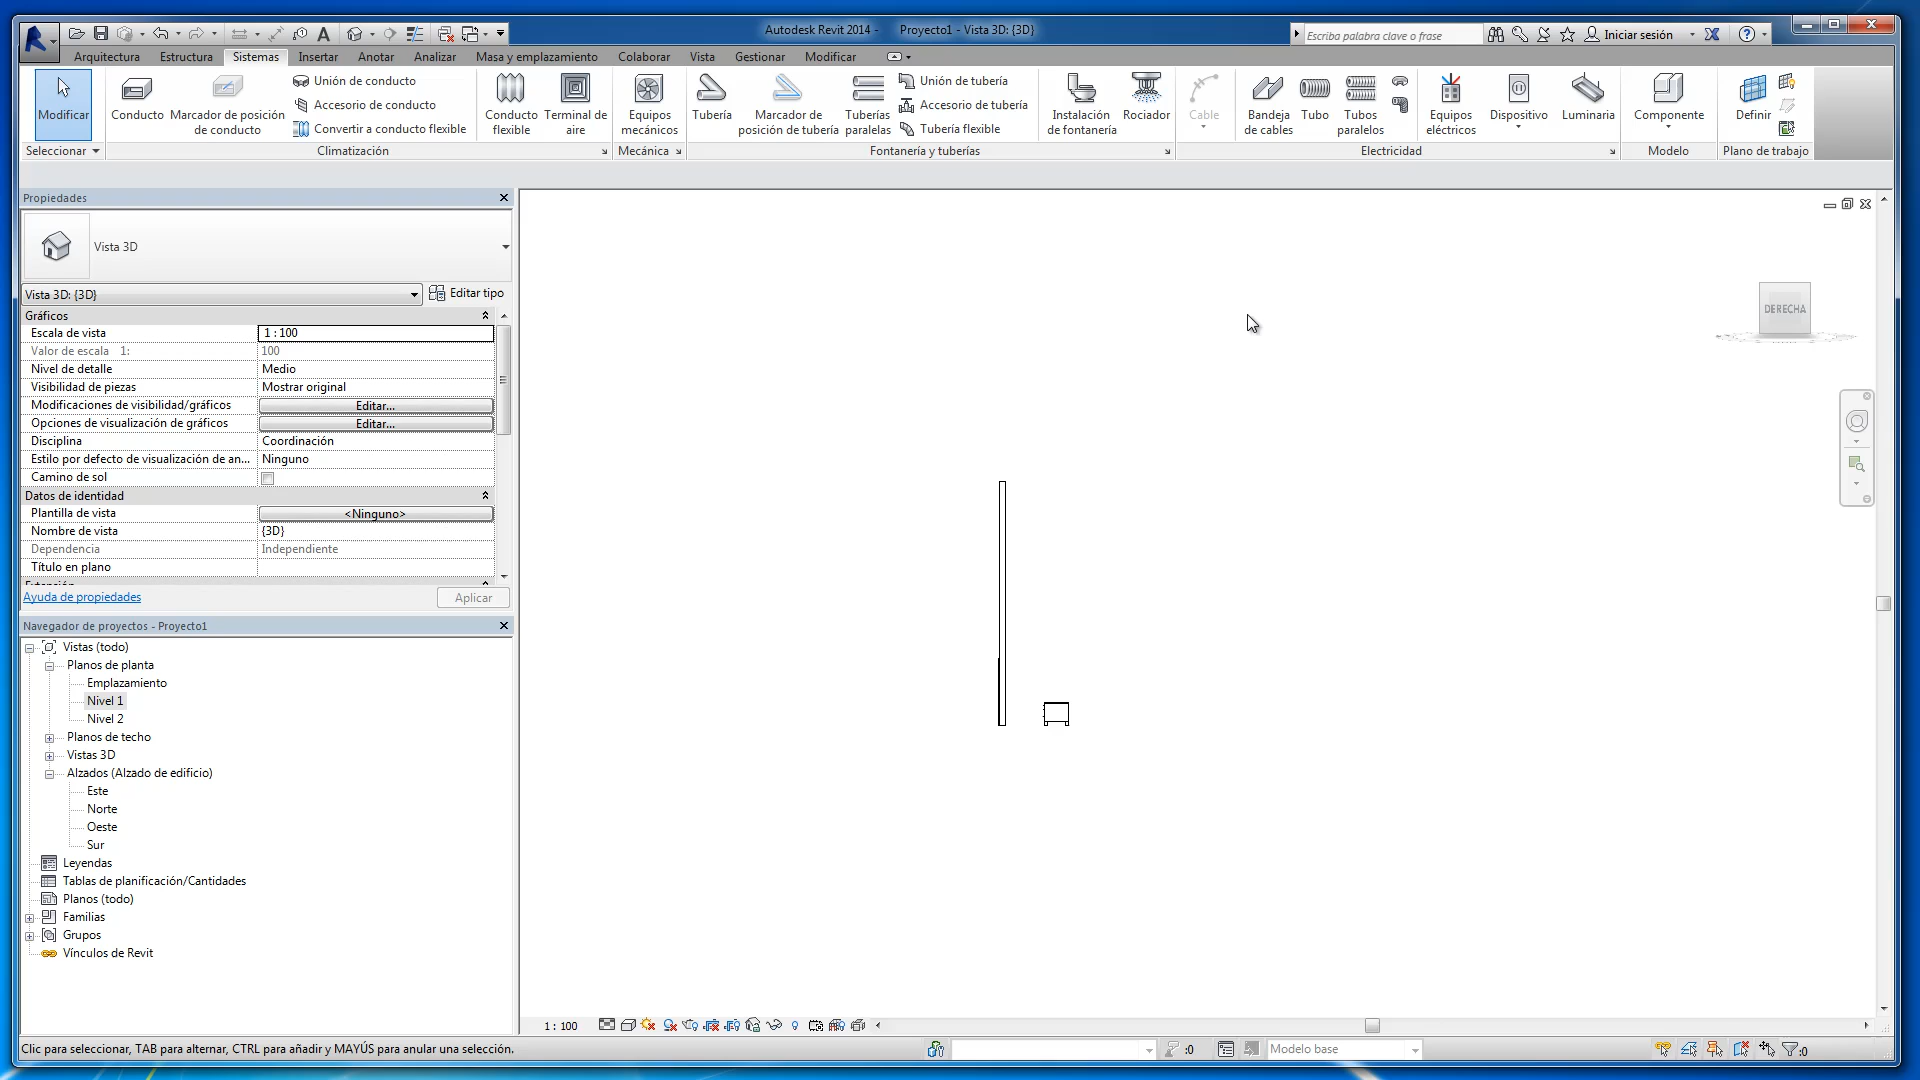 Autodesk Revit 2014 - Proyecto1 - Vista 3D: {3D}
Escriba palabra clave o frase
Iniciar sesión
Arquitectura Estructura Sistemas Insertar Anotar Analizar Masa y emplazamiento Colaborar Vista Gestionar Modificar
Modificar
Conducto
Marcador de posición de conducto
Unión de conducto
Accesorio de conducto
Convertir a conducto flexible
Conducto flexible
Terminal de aire
Equipos mecánicos
Tubería
Marcador de posición de tubería
Tuberías paralelas
Unión de tubería
Accesorio de tubería
Tubería flexible
Instalación de fontanería
Rociador
Cable
Bandeja de cables
Tubo
Tubos paralelos
Equipos eléctricos
Dispositivo
Luminaria
Componente
Definir
Seleccionar
Climatización
Mecánica
Fontanería y tuberías
Electricidad
Modelo
Plano de trabajo
Propiedades
Vista 3D
Vista 3D: {3D}
Editar tipo
Gráficos
Escala de vista 1 : 100
Valor de escala 1: 100
Nivel de detalle Medio
Visibilidad de piezas Mostrar original
Modificaciones de visibilidad/gráficos Editar...
Opciones de visualización de gráficos Editar...
Disciplina Coordinación
Estilo por defecto de visualización de an... Ninguno
Camino de sol
Datos de identidad
Plantilla de vista <Ninguno>
Nombre de vista {3D}
Dependencia Independiente
Título en plano
Ayuda de propiedades
Aplicar
Navegador de proyectos - Proyecto1
Vistas (todo)
Planos de planta
Emplazamiento
Nivel 1
Nivel 2
Planos de techo
Vistas 3D
Alzados (Alzado de edificio)
Este
Norte
Oeste
Sur
Leyendas
Tablas de planificación/Cantidades
Planos (todo)
Familias
Grupos
Vínculos de Revit
DERECHA
1 : 100
Clic para seleccionar, TAB para alternar, CTRL para añadir y MAYÚS para anular una selección.
:0
Modelo base
:0